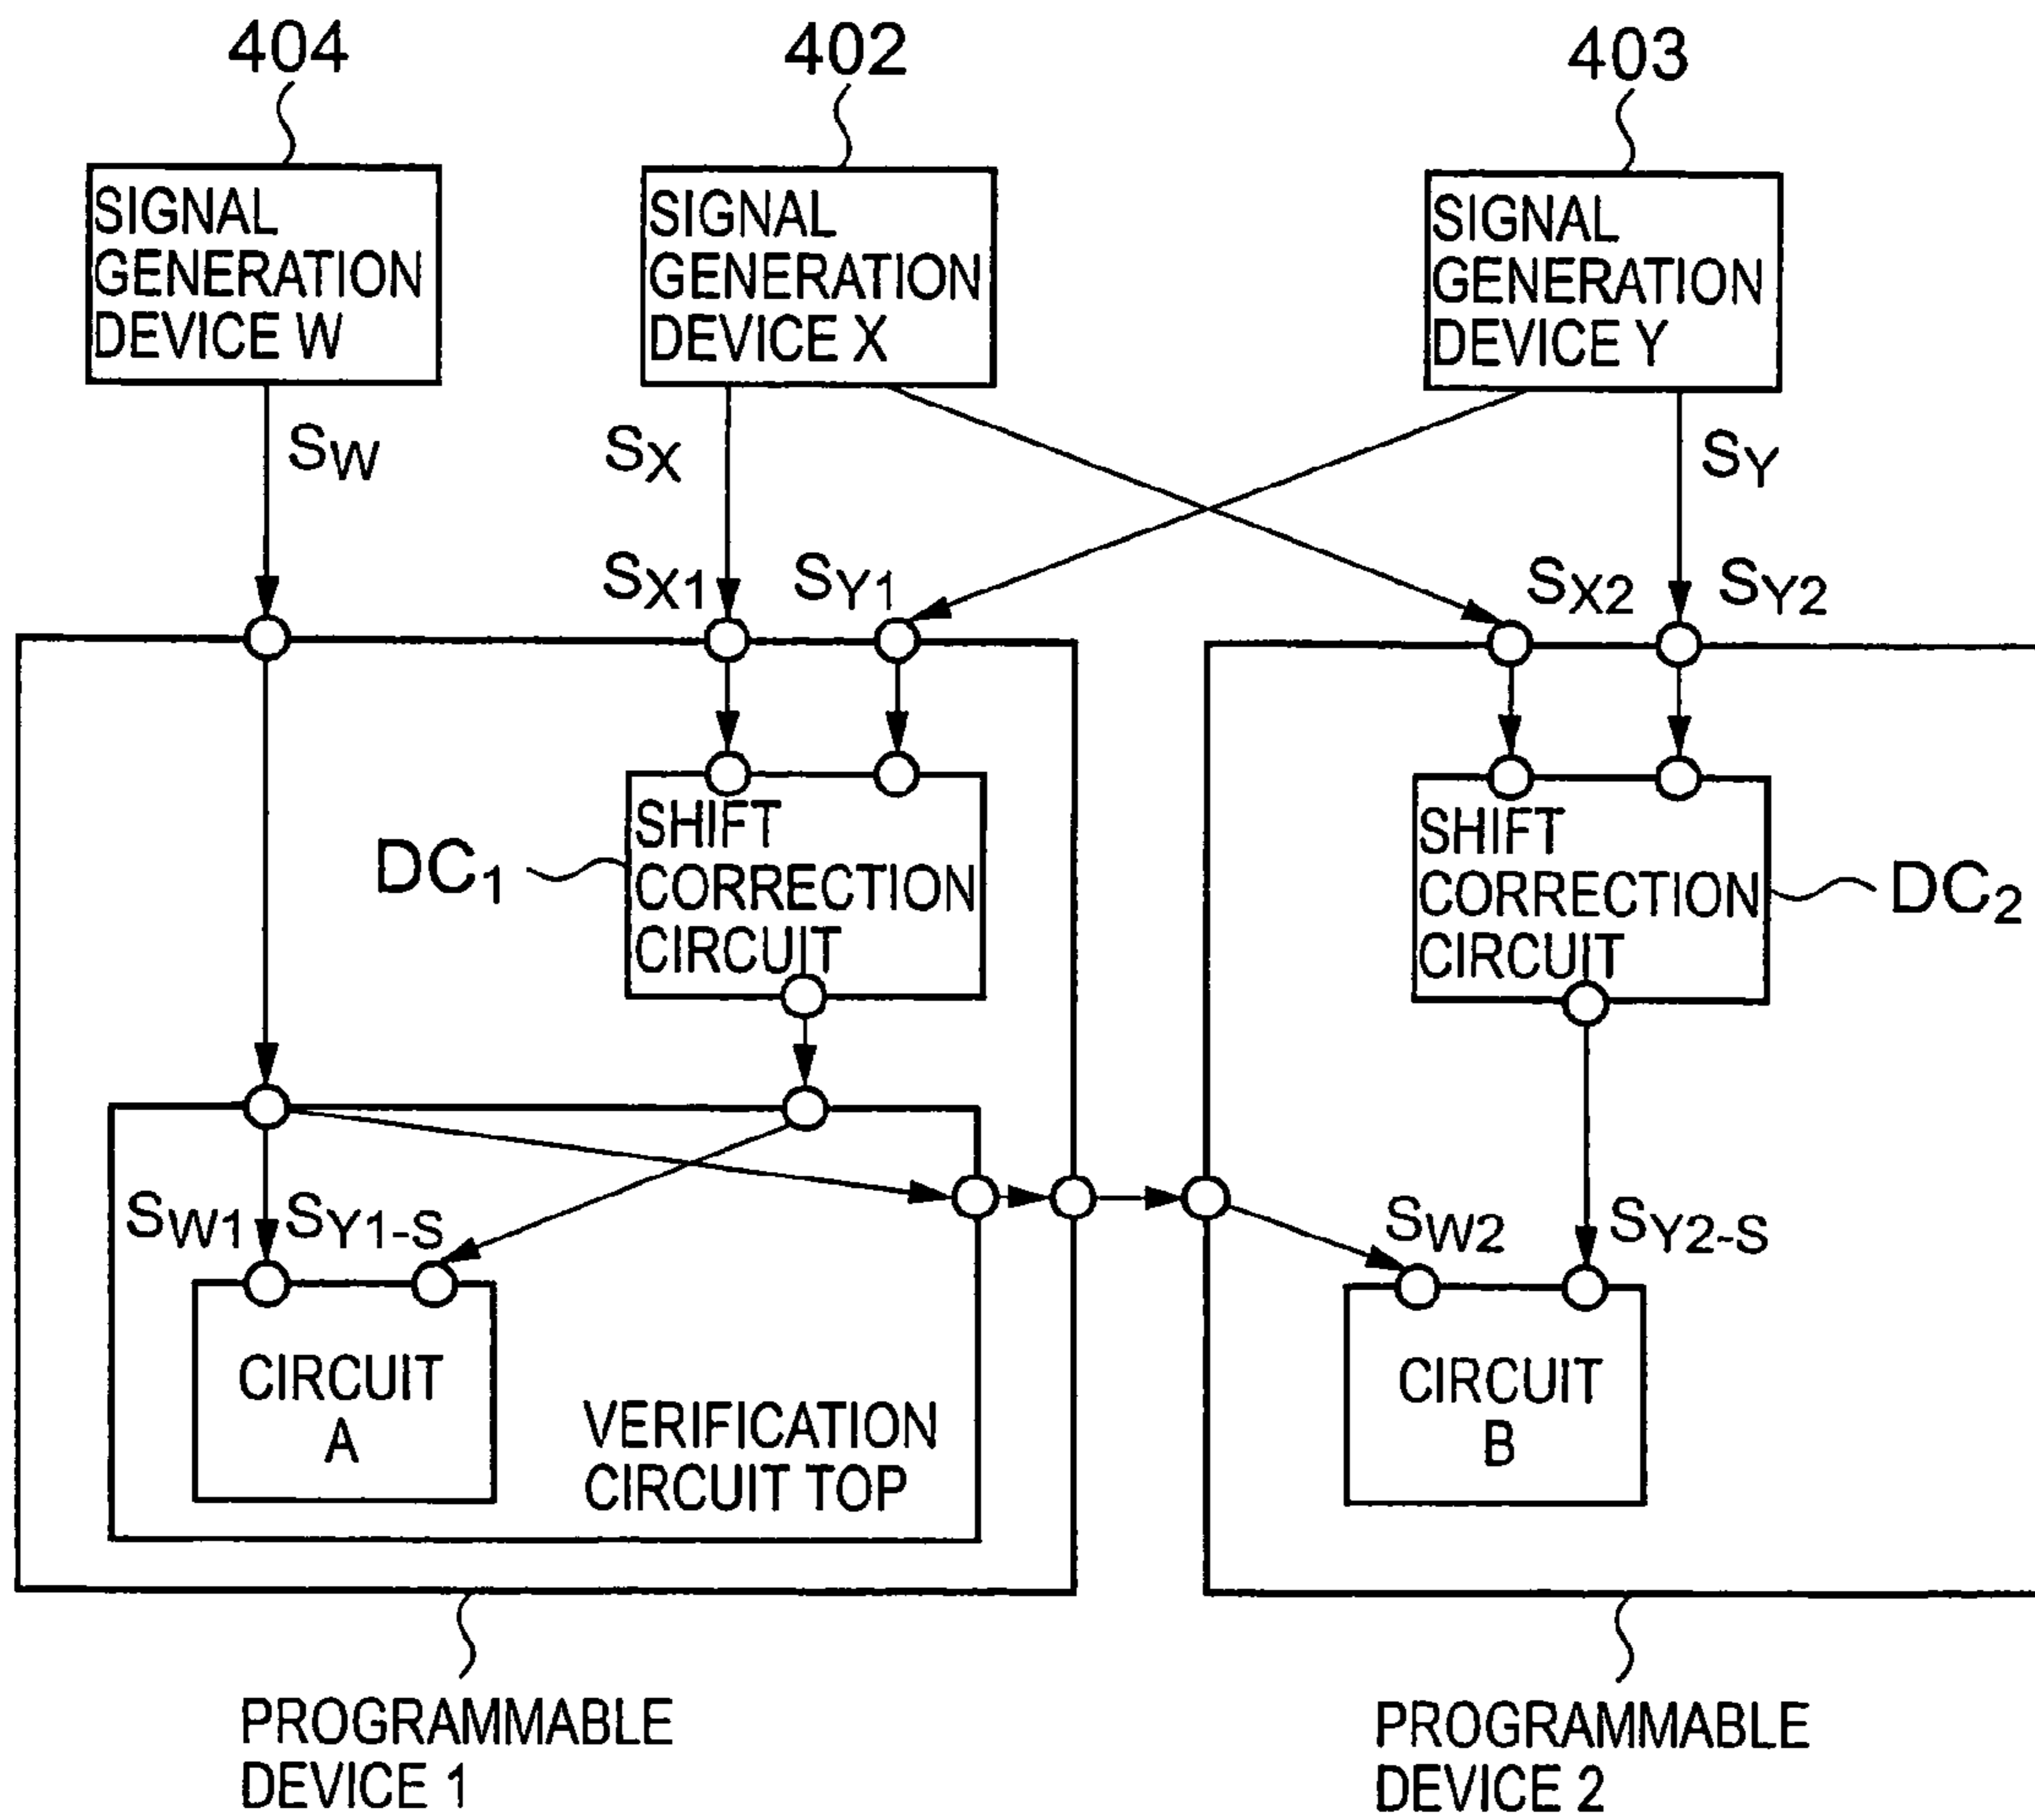 404
402
403
SIGNAL
GENERATION
DEVICE W
SIGNAL
GENERATION
DEVICE X
SIGNAL
GENERATION
DEVICE Y
SW
SX
SY
SX1
SY1
SX2
SY2
DC1
SHIFT
CORRECTION
CIRCUIT
SHIFT
CORRECTION
CIRCUIT
DC2
SW1
SY1-S
SW2
SY2-S
CIRCUIT
A
VERIFICATION
CIRCUIT TOP
CIRCUIT
B
PROGRAMMABLE
DEVICE 1
PROGRAMMABLE
DEVICE 2